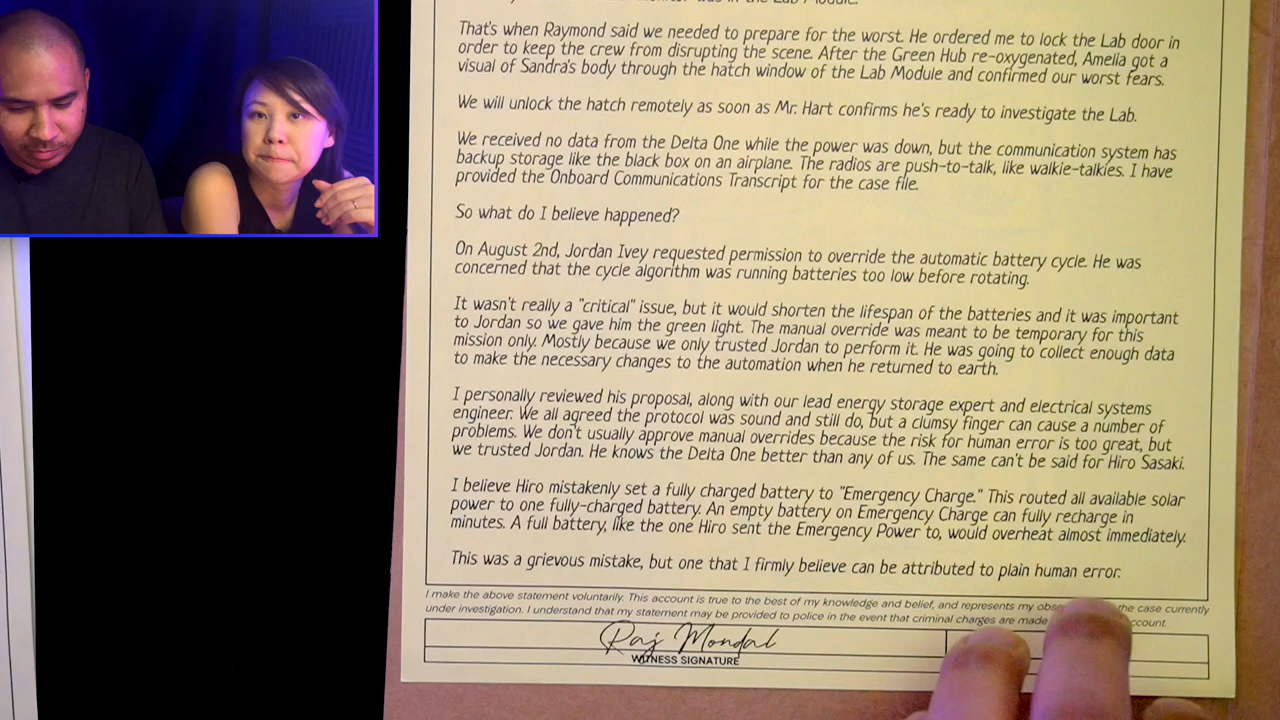 was in the Lab Module.
That's when Raymond said we needed to prepare for the worst. He ordered me to lock the Lab door in
order to keep the crew from disrupting the scene. After the Green Hub re-oxygenated, Amelia got a
visual of Sandra's body through the hatch window of the Lab Module and confirmed our worst fears.
We will unlock the hatch remotely as soon as Mr. Hart confirms he's ready to investigate the Lab.
We received no data from the Delta One while the power was down, but the communication system has
backup storage like the black box on an airplane. The radios are push-to-talk, like walkie-talkies. I have
provided the Onboard Communications Transcript for the case file.
So what do I believe happened?
On August 2nd, Jordan Ivey requested permission to override the automatic battery cycle. He was
concerned that the cycle algorithm was running batteries too low before rotating.
It wasn't really a "critical" issue, but it would shorten the lifespan of the batteries and it was important
to Jordan so we gave him the green light. The manual override was meant to be temporary for this
mission only. Mostly because we only trusted Jordan to perform it. He was going to collect enough data
to make the necessary changes to the automation when he returned to earth.
I personally reviewed his proposal, along with our lead energy storage expert and electrical systems
engineer. We all agreed the protocol was sound and still do, but a clumsy finger can cause a number of
problems. We don't usually approve manual overrides because the risk for human error is too great, but
we trusted Jordan. He knows the Delta One better than any of us. The same can't be said for Hiro Sasaki.
I believe Hiro mistakenly set a fully charged battery to "Emergency Charge." This routed all available solar
power to one fully-charged battery. An empty battery on Emergency Charge can fully recharge in
minutes. A full battery, like the one Hiro sent the Emergency Power to, would overheat almost immediately.
This was a grievous mistake, but one that I firmly believe can be attributed to plain human error.
I make the above statement voluntarily. This account is true to the best of my knowledge and belief, and represents my the case currently
under investigation. I understand that my statement may be provided to police in the event that criminal charges are made
Raj Mondal
WITNESS SIGNATURE